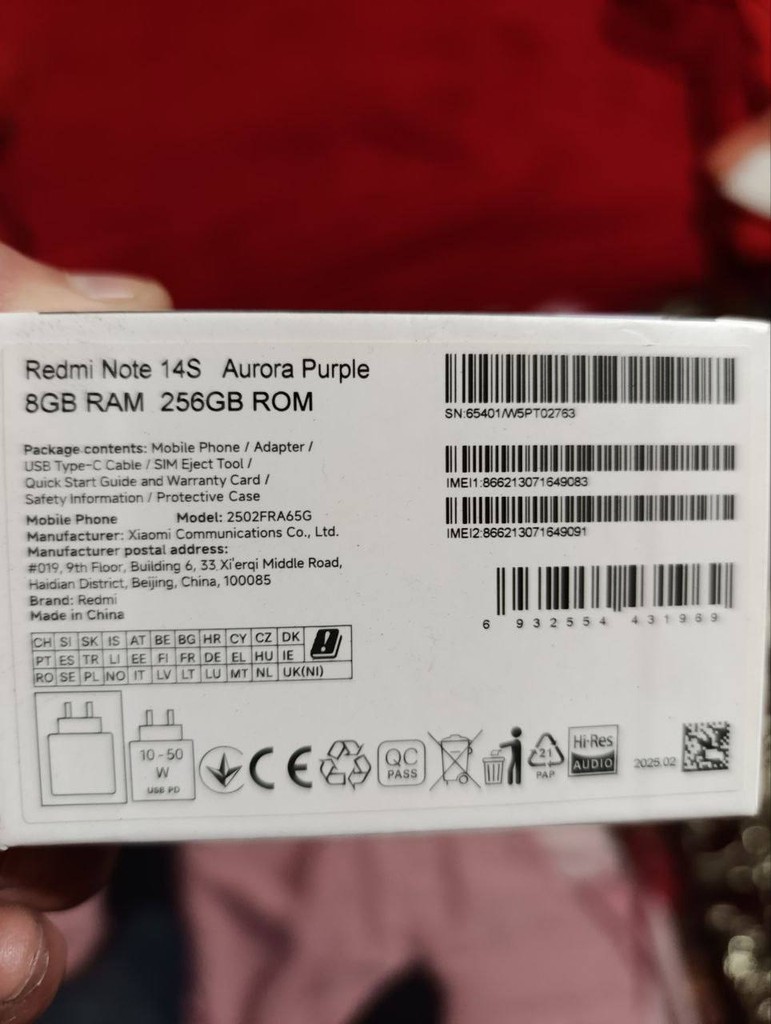 Redmi Note 14S Aurora Purple
8GB RAM 256GB ROM
Package contents: Mobile Phone / Adapter /
USB Type-C Cable / SIM Eject Tool /
Quick Start Guide and Warranty Card /
Safety Information / Protective Case
Mobile Phone Model: 2502FRA65G
Manufacturer: Xiaomi Communications Co., Ltd.
Manufacturer postal address:
#019, 9th Floor, Building 6, 33 Xi'erqi Middle Road,
Haidian District, Beijing, China, 100085
Brand: Redmi
Made in China
CH SI SK IS AT BE BG HR CY CZ DK
PT ES TR LI EE FI FR DE EL HU IE
RO SE PL NO IT LV LT LU MT NL UK(NI)
SN:65401/W5PT02763
IMEI1:866213071649083
IMEI2:866213071649091
6 932554 431969
10-50
W
USB PD
CE
QC
PASS
21
PAP
Hi-Res
AUDIO
2025.02